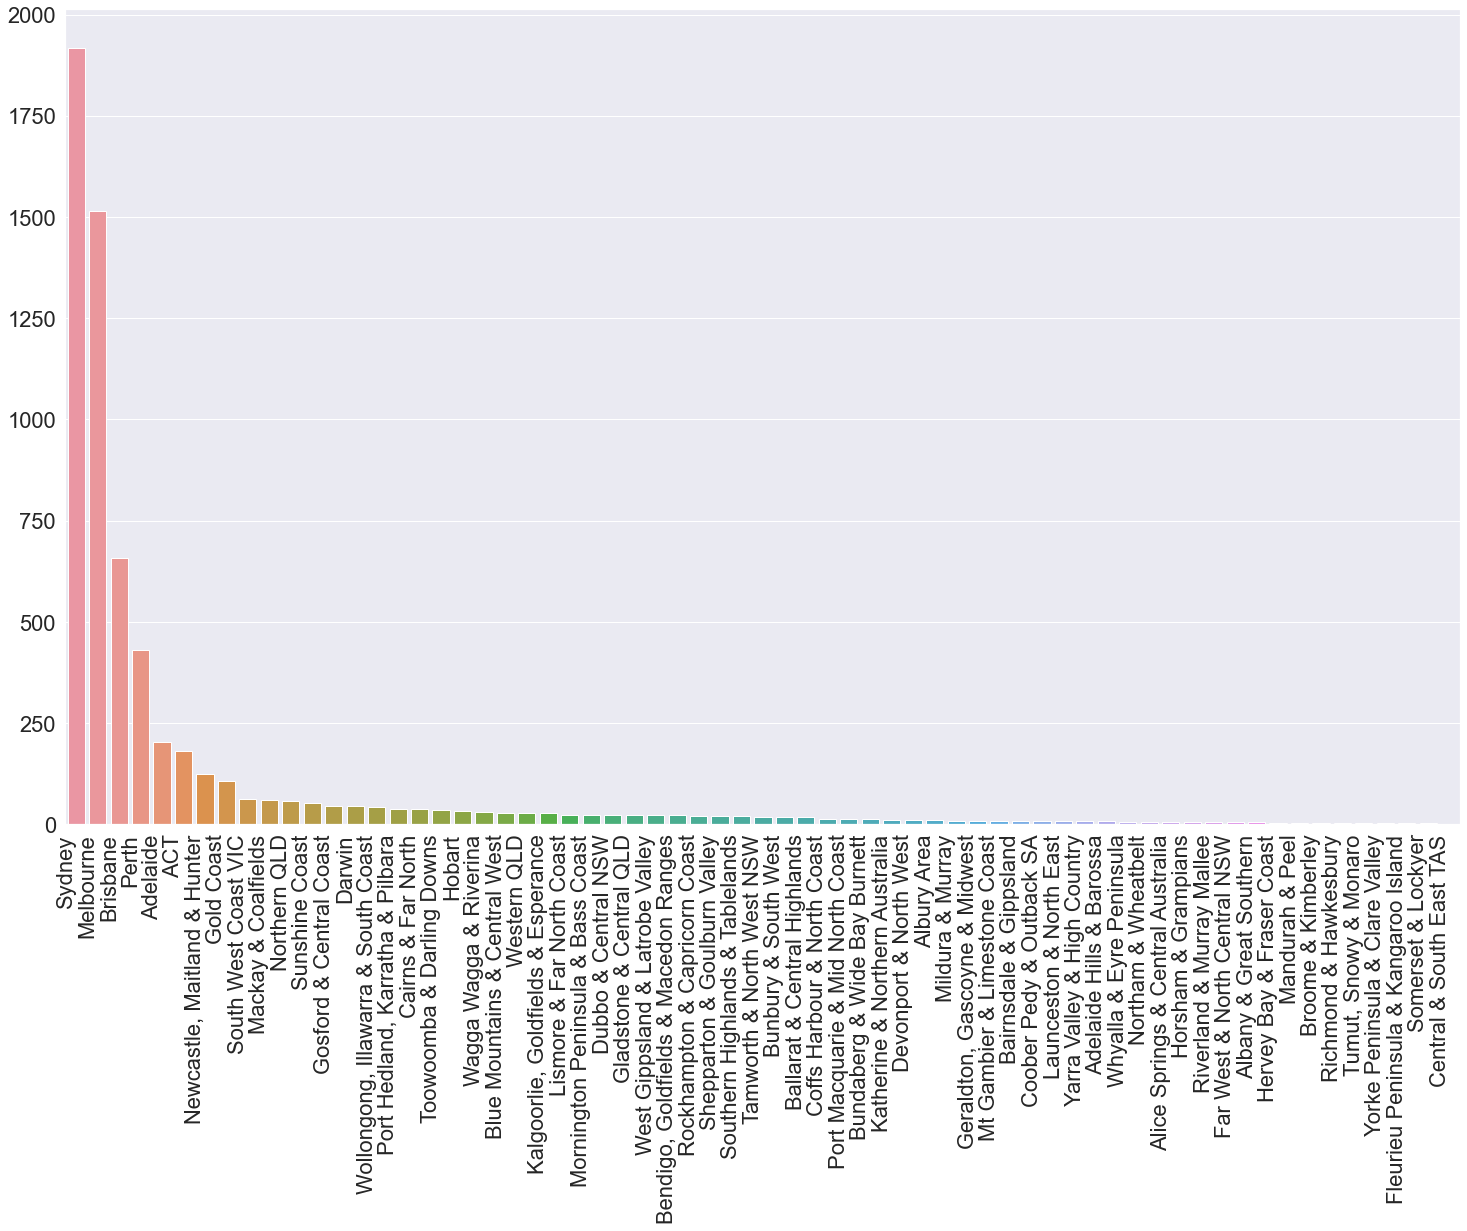 2000
1750
1500
1250
1000
750
500
250
0
Sydney
Melbourne
Brisbane
Perth
Adelaide
ACT
Newcastle, Maitland & Hunter
Gold Coast
South West Coast VIC
Mackay & Coalfields
Northern QLD
Sunshine Coast
Gosford & Central Coast
Darwin
Wollongong, Illawarra & South Coast
Port Hedland, Karratha & Pilbara
Cairns & Far North
Toowoomba & Darling Downs
Hobart
Wagga Wagga & Riverina
Blue Mountains & Central West
Western QLD
Kalgoorlie, Goldfields & Esperance
Lismore & Far North Coast
Mornington Peninsula & Bass Coast
Dubbo & Central NSW
Gladstone & Central QLD
West Gippsland & Latrobe Valley
Bendigo, Goldfields & Macedon Ranges
Rockhampton & Capricorn Coast
Shepparton & Goulburn Valley
Southern Highlands & Tablelands
Tamworth & North West NSW
Bunbury & South West
Ballarat & Central Highlands
Coffs Harbour & North Coast
Port Macquarie & Mid North Coast
Bundaberg & Wide Bay Burnett
Katherine & Northern Australia
Devonport & North West
Albury Area
Mildura & Murray
Geraldton, Gascoyne & Midwest
Mt Gambier & Limestone Coast
Bairnsdale & Gippsland
Coober Pedy & Outback SA
Launceston & North East
Yarra Valley & High Country
Adelaide Hills & Barossa
Whyalla & Eyre Peninsula
Northam & Wheatbelt
Alice Springs & Central Australia
Horsham & Grampians
Riverland & Murray Mallee
Far West & North Central NSW
Albany & Great Southern
Hervey Bay & Fraser Coast
Mandurah & Peel
Broome & Kimberley
Richmond & Hawkesbury
Tumut, Snowy & Monaro
Yorke Peninsula & Clare Valley
Fleurieu Peninsula & Kangaroo Island
Somerset & Lockyer
Central & South East TAS